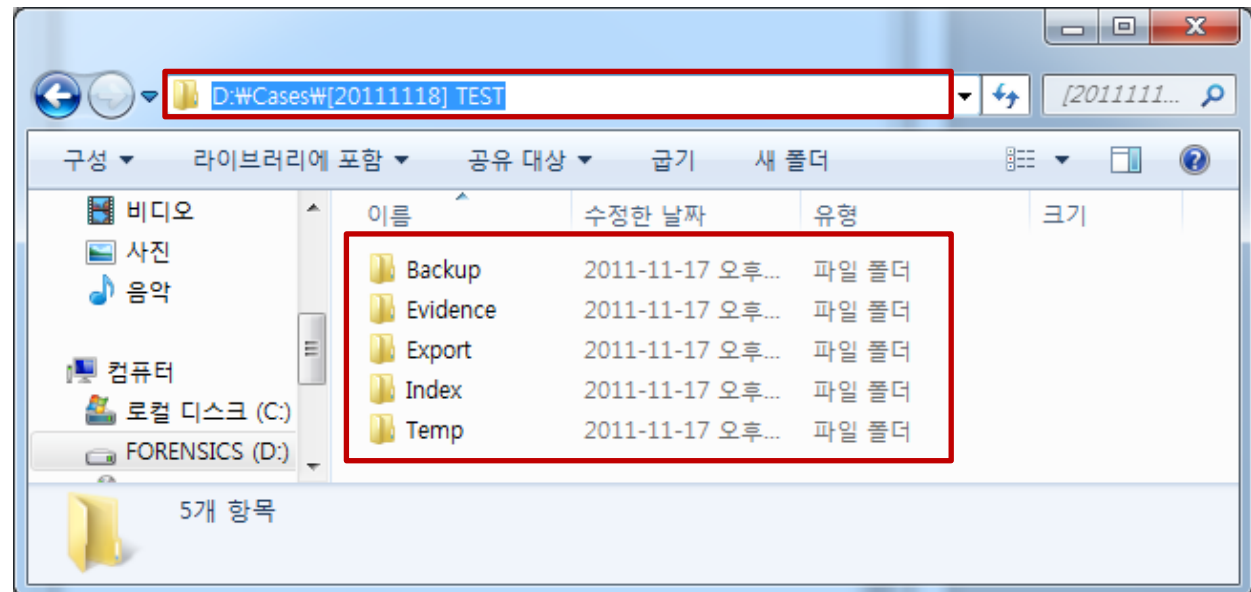 D:₩Cases₩[20111118] TEST
[2011111...
구성 라이브러리에 포함 공유 대상 굽기 새 폴더
비디오
사진
음악
컴퓨터
로컬 디스크 (C:)
FORENSICS (D:)
이름 수정한 날짜 유형 크기
Backup 2011-11-17 오후... 파일 폴더
Evidence 2011-11-17 오후... 파일 폴더
Export 2011-11-17 오후... 파일 폴더
Index 2011-11-17 오후... 파일 폴더
Temp 2011-11-17 오후... 파일 폴더
5개 항목